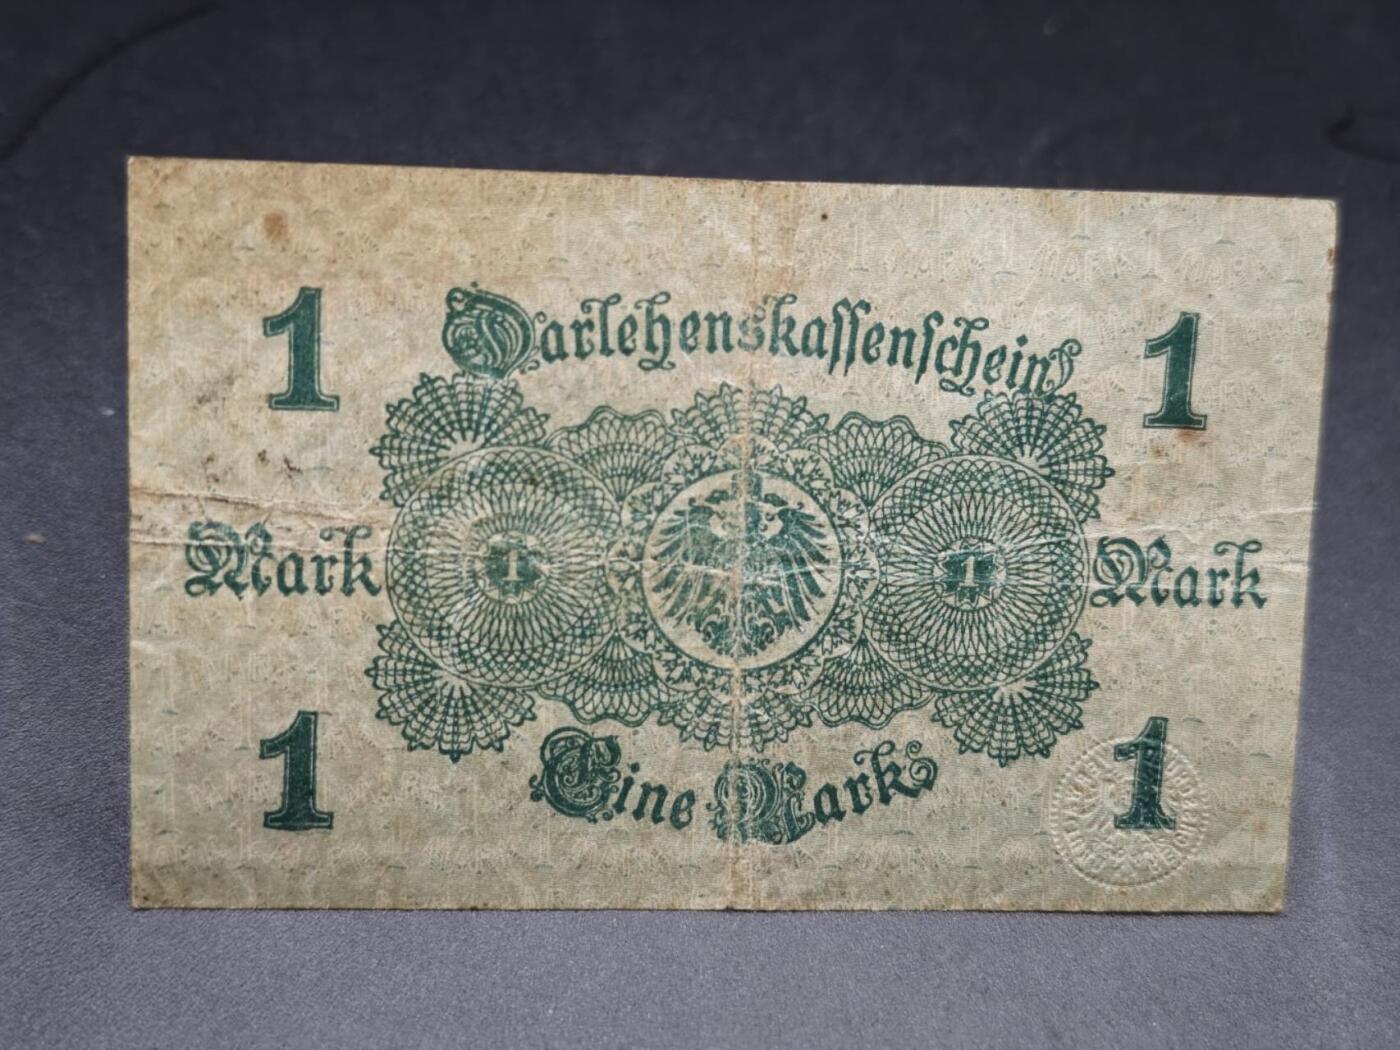 1 Darlehenskassenschein 1
Mark 1 1 Mark
1 Eine Mark 1